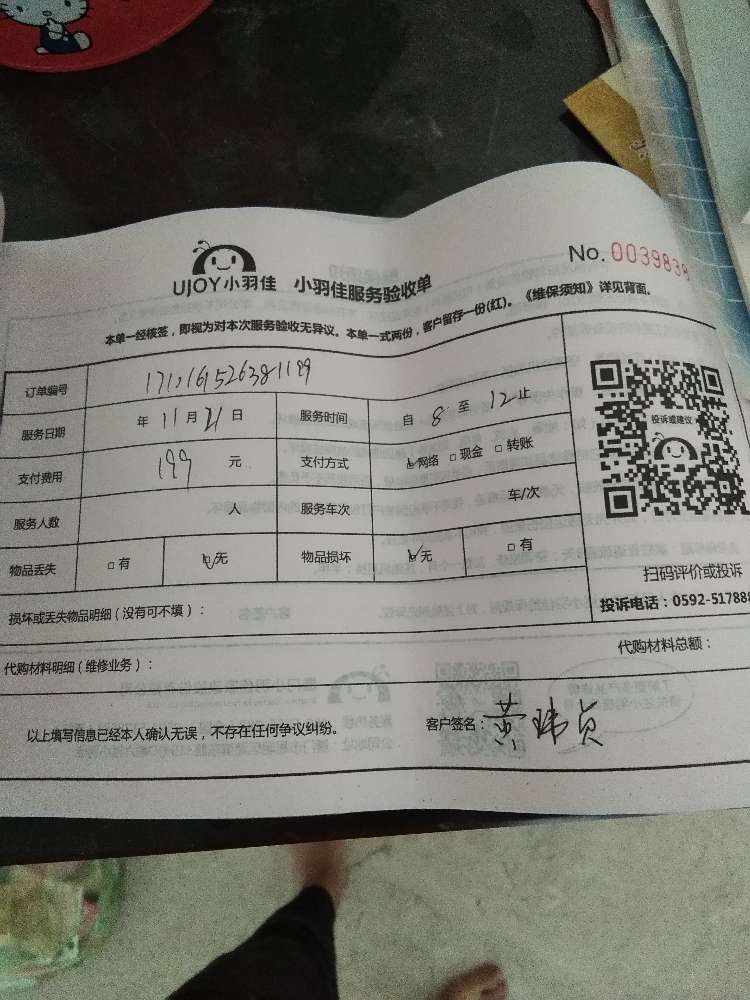 No. 0039838
UJOY小羽佳 小羽佳服务验收单
本单一经核签，即视为对本次服务验收无异议。本单一式两份，客户留存一份(红)。《维保须知》详见背面。
订单编号 1710161526381199
服务日期 年 11 月 21 日 服务时间 自 8 至 12 止
支付费用 199 元 支付方式 网络 □现金 □转账
服务人数 人 服务车次 车/次
物品丢失 □有 无 物品损坏 无 □有
投诉或建议
扫码评价或投诉
损坏或丢失物品明细（没有可不填）：
投诉电话：0592-517888
代购材料明细（维修业务）： 代购材料总额：
以上填写信息已经本人确认无误，不存在任何争议纠纷。 客户签名：黄玮贞